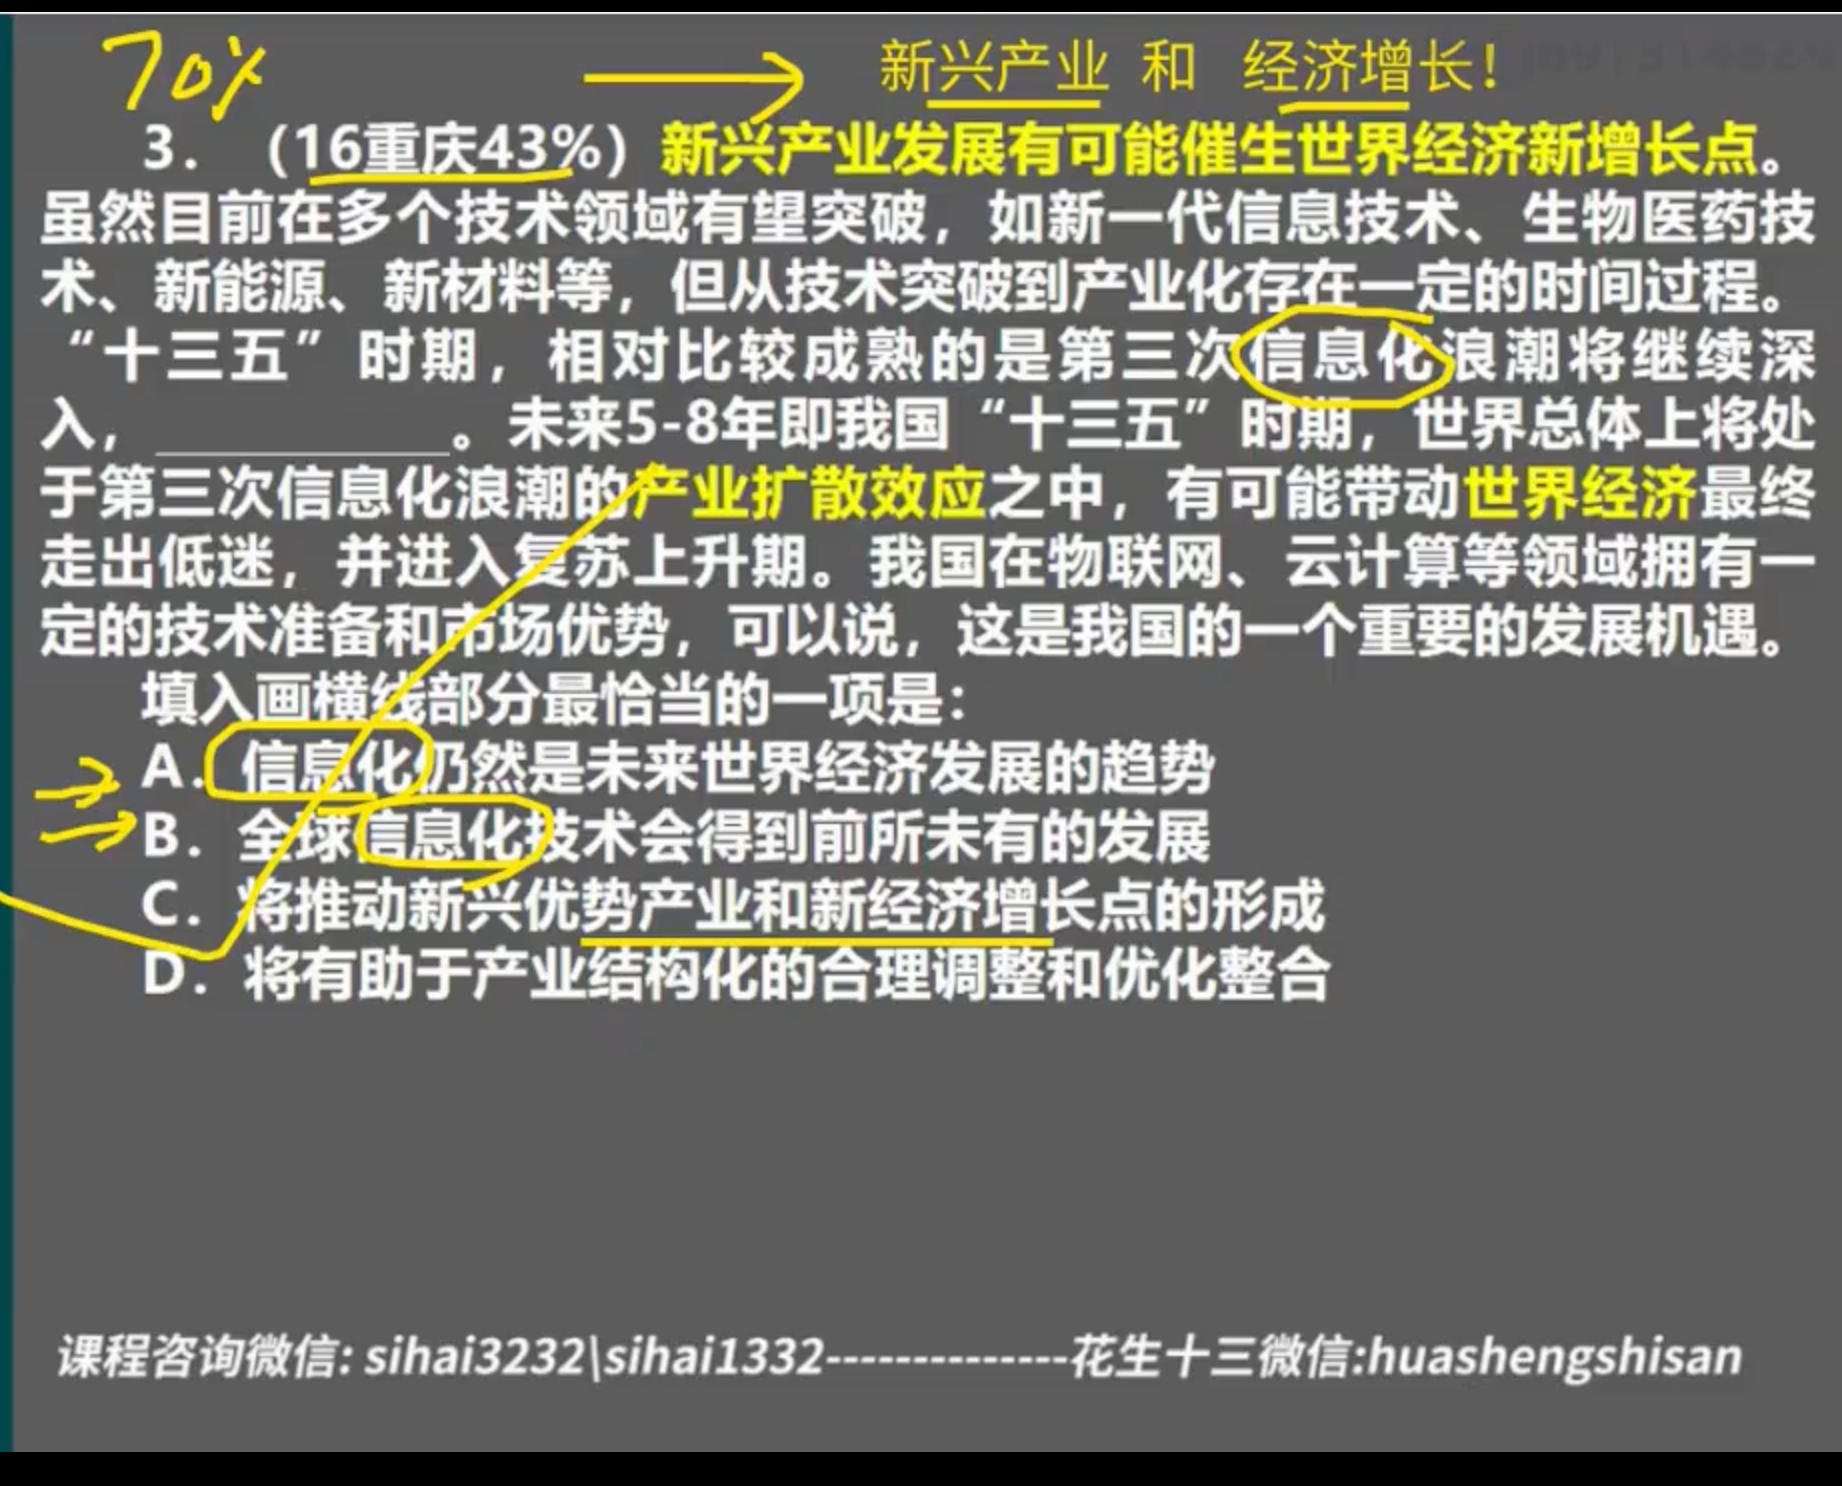 70%
新兴产业 和 经济增长！
3．（16重庆43%）新兴产业发展有可能催生世界经济新增长点。
虽然目前在多个技术领域有望突破，如新一代信息技术、生物医药技
术、新能源、新材料等，但从技术突破到产业化存在一定的时间过程。
“十三五”时期，相对比较成熟的是第三次信息化浪潮将继续深
入，__________。未来5-8年即我国“十三五”时期，世界总体上将处
于第三次信息化浪潮的产业扩散效应之中，有可能带动世界经济最终
走出低迷，并进入复苏上升期。我国在物联网、云计算等领域拥有一
定的技术准备和市场优势，可以说，这是我国的一个重要的发展机遇。
填入画横线部分最恰当的一项是：
A．信息化仍然是未来世界经济发展的趋势
B．全球信息化技术会得到前所未有的发展
C．将推动新兴优势产业和新经济增长点的形成
D．将有助于产业结构化的合理调整和优化整合
课程咨询微信: sihai3232\sihai1332--------------花生十三微信:huashengshisan